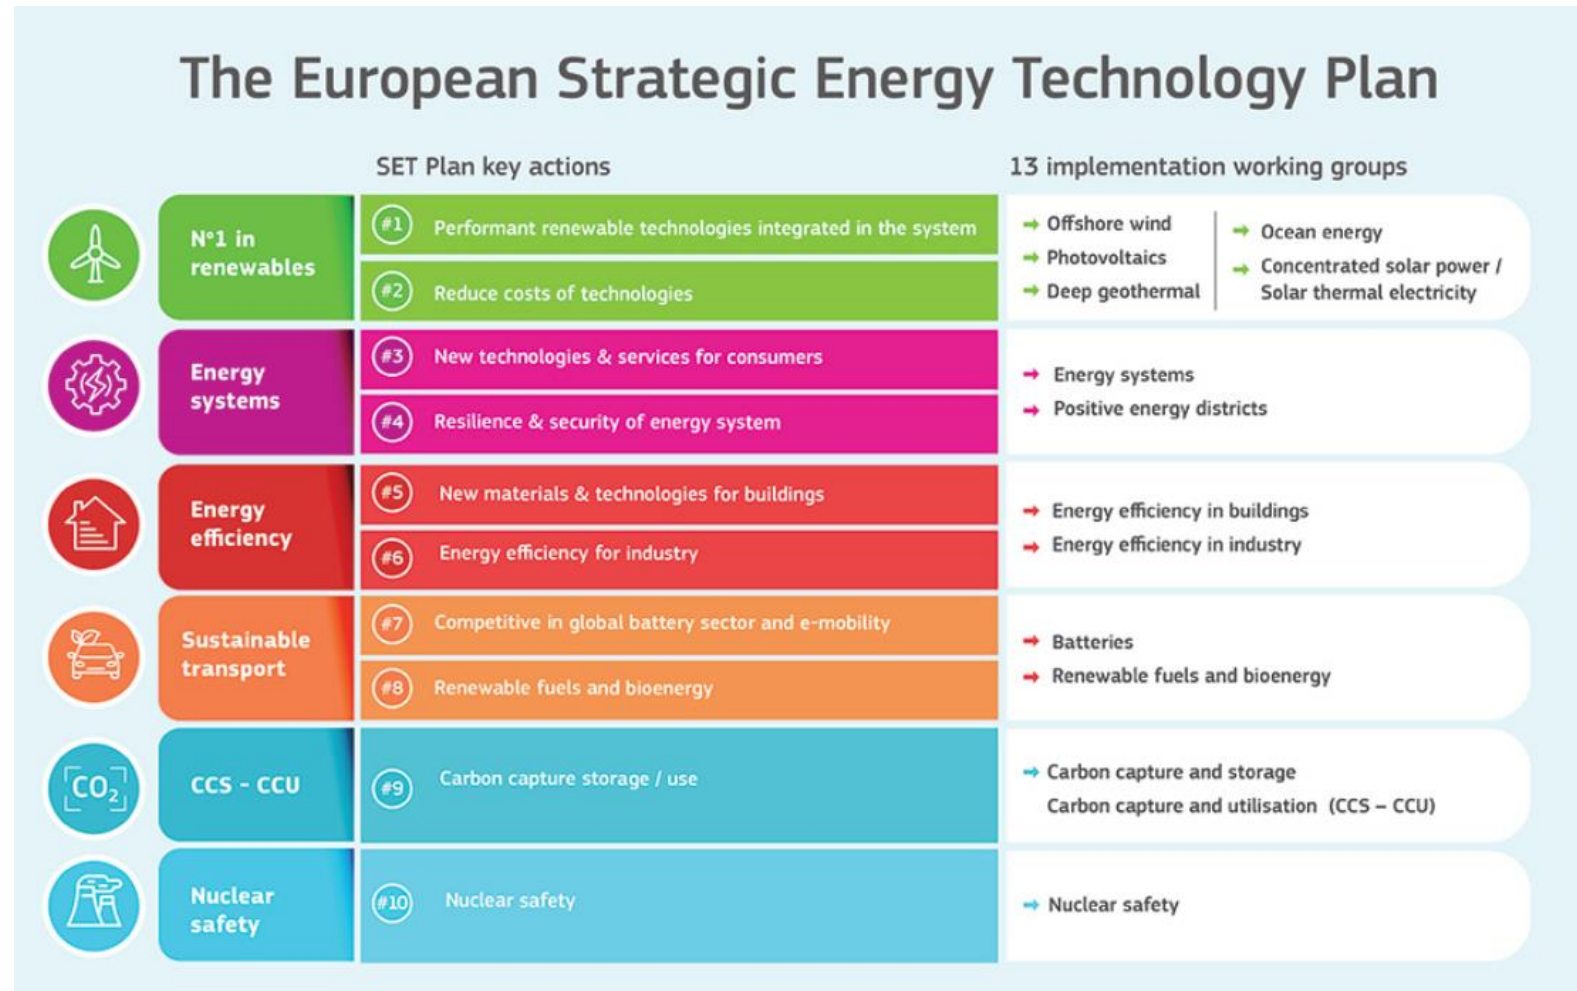 The European Strategic Energy Technology Plan
SET Plan key actions
13 implementation working groups
N°1 in
renewables
#1 Performant renewable technologies integrated in the system
#2 Reduce costs of technologies
Offshore wind
Photovoltaics
Deep geothermal
Ocean energy
Concentrated solar power /
Solar thermal electricity
Energy
systems
#3 New technologies & services for consumers
#4 Resilience & security of energy system
Energy systems
Positive energy districts
Energy
efficiency
#5 New materials & technologies for buildings
#6 Energy efficiency for industry
Energy efficiency in buildings
Energy efficiency in industry
Sustainable
transport
#7 Competitive in global battery sector and e-mobility
#8 Renewable fuels and bioenergy
Batteries
Renewable fuels and bioenergy
CO₂
CCS - CCU
#9 Carbon capture storage / use
Carbon capture and storage
Carbon capture and utilisation (CCS – CCU)
Nuclear
safety
#10 Nuclear safety
Nuclear safety